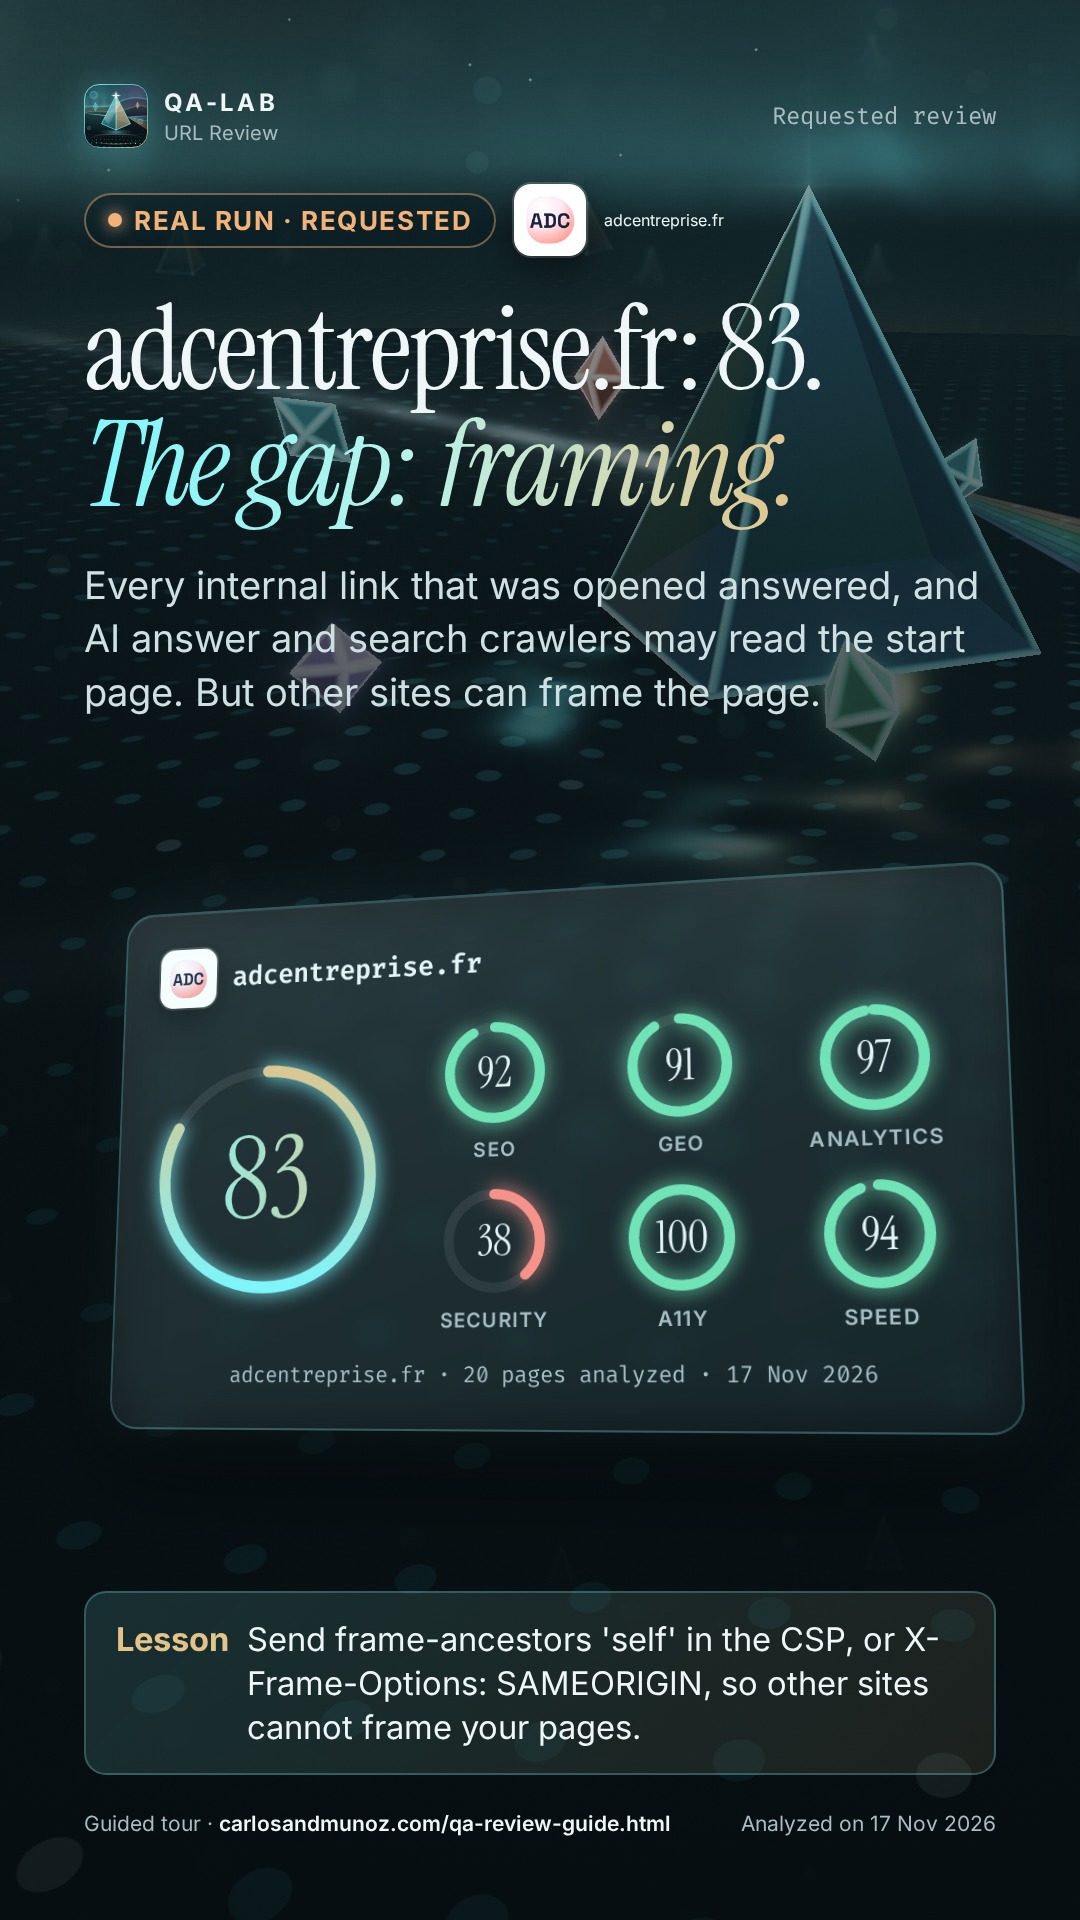 QA-LAB
URL Review
Requested review
REAL RUN · REQUESTED
ADC
adcentreprise.fr
adcentreprise.fr: 83.
The gap: framing.
Every internal link that was opened answered, and
AI answer and search crawlers may read the start
page. But other sites can frame the page.
ADC
adcentreprise.fr
83
92
SEO
91
GEO
97
ANALYTICS
38
SECURITY
100
A11Y
94
SPEED
adcentreprise.fr · 20 pages analyzed · 17 Nov 2026
Lesson
Send frame-ancestors 'self' in the CSP, or X-
Frame-Options: SAMEORIGIN, so other sites
cannot frame your pages.
Guided tour · carlosandmunoz.com/qa-review-guide.html
Analyzed on 17 Nov 2026